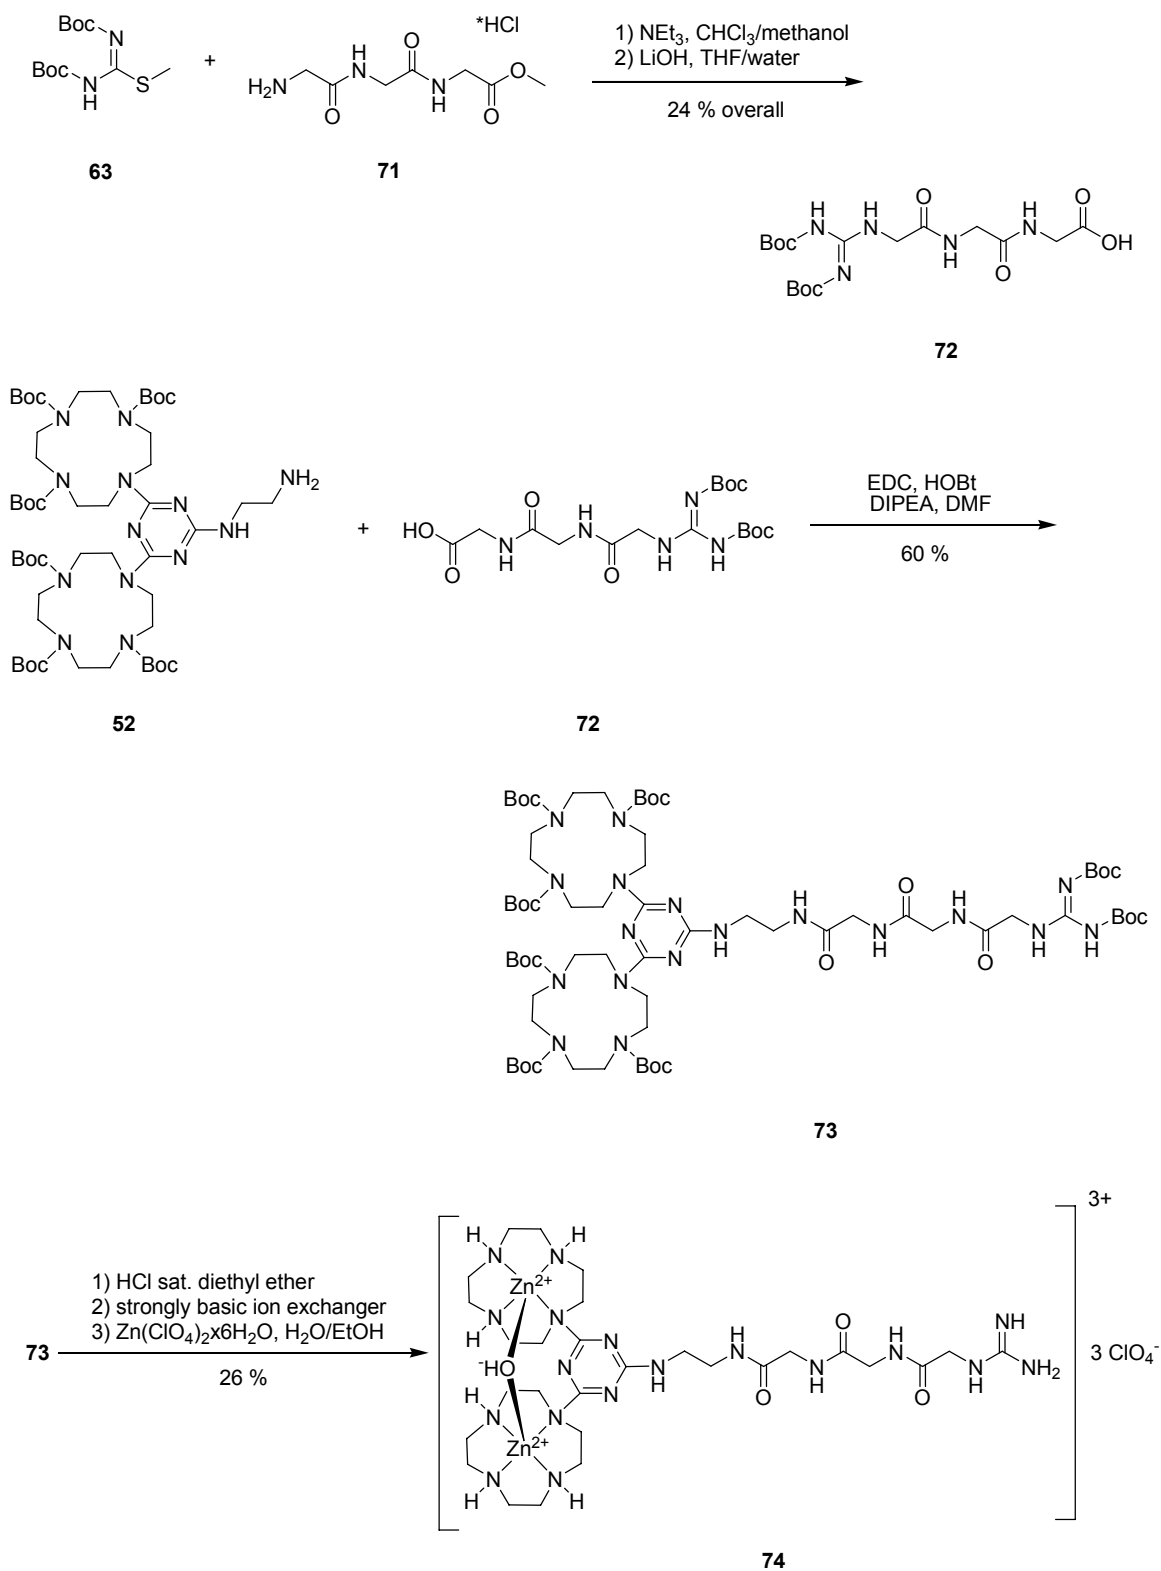 Boc
N
Boc
N
H
S
+
H2N
O
H
N
O
N
H
O
O
*HCl
1) NEt3, CHCl3/methanol
2) LiOH, THF/water
24 % overall
63
71
Boc
H
N
H
N
Boc
N
O
N
H
O
H
N
O
OH
72
Boc
N
N
Boc
Boc
N
N
N
N
N
NH
NH2
Boc
N
N
Boc
N
N
Boc
+
HO
O
N
H
O
H
N
O
N
H
N
Boc
N
H
Boc
EDC, HOBt
DIPEA, DMF
60 %
52
72
Boc
N
N
Boc
Boc
N
N
N
N
N
N
H
H
N
O
N
H
O
H
N
O
N
H
N
Boc
N
H
Boc
Boc
N
N
Boc
N
N
Boc
73
73
1) HCl sat. diethyl ether
2) strongly basic ion exchanger
3) Zn(ClO4)2x6H2O, H2O/EtOH
26 %
3+
H
N
N
H
Zn2+
N
H
N
-HO
N
N
N
N
H
H
N
O
N
H
O
H
N
O
N
H
NH
NH2
3 ClO4-
H
N
N
Zn2+
N
H
N
H
74